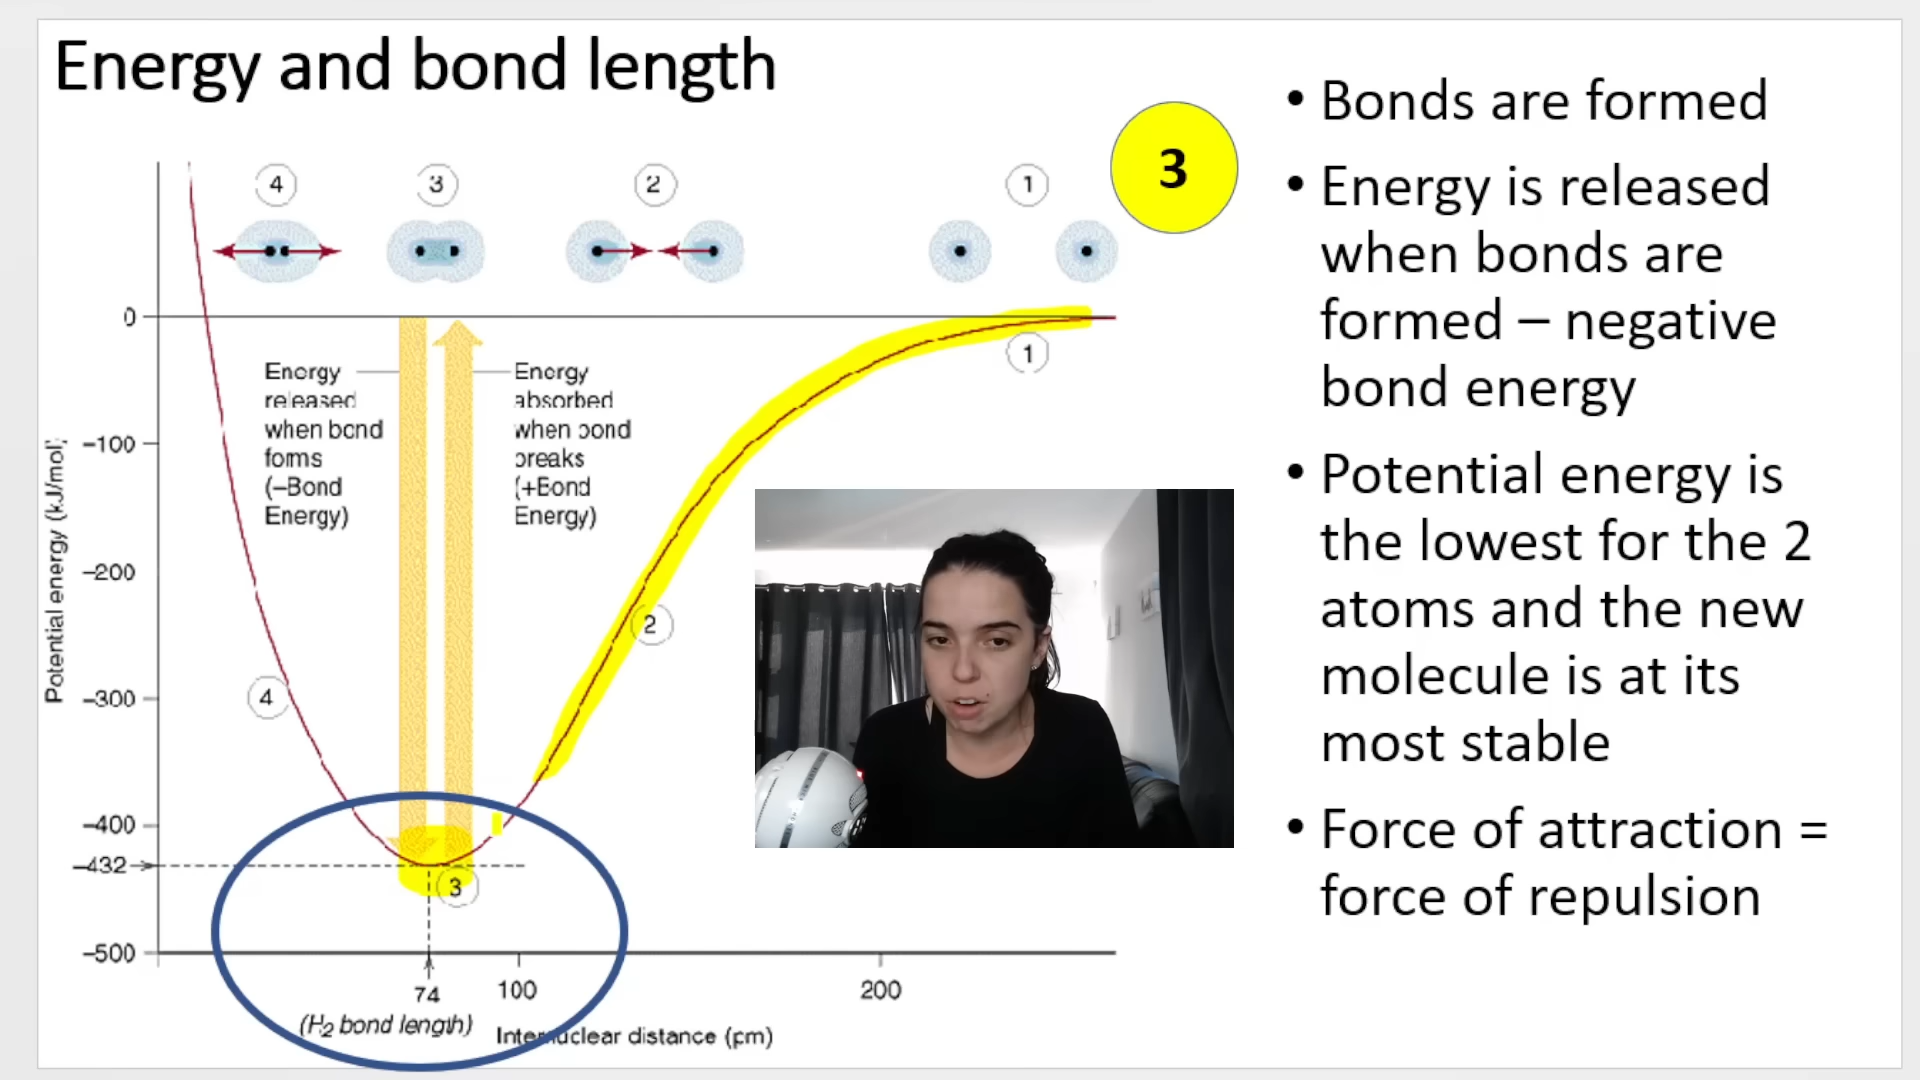 Energy and bond length
3
4
3
2
1
0
1
Energy
released
when bond
forms
(–Bond
Energy)
Energy
absorbed
when bond
breaks
(+Bond
Energy)
–100
–200
2
–300
4
–400
–432
3
–500
74
100
200
(H₂ bond length)
Internuclear distance (pm)
Potential energy (kJ/mol)
• Bonds are formed
• Energy is released
when bonds are
formed – negative
bond energy
• Potential energy is
the lowest for the 2
atoms and the new
molecule is at its
most stable
• Force of attraction =
force of repulsion